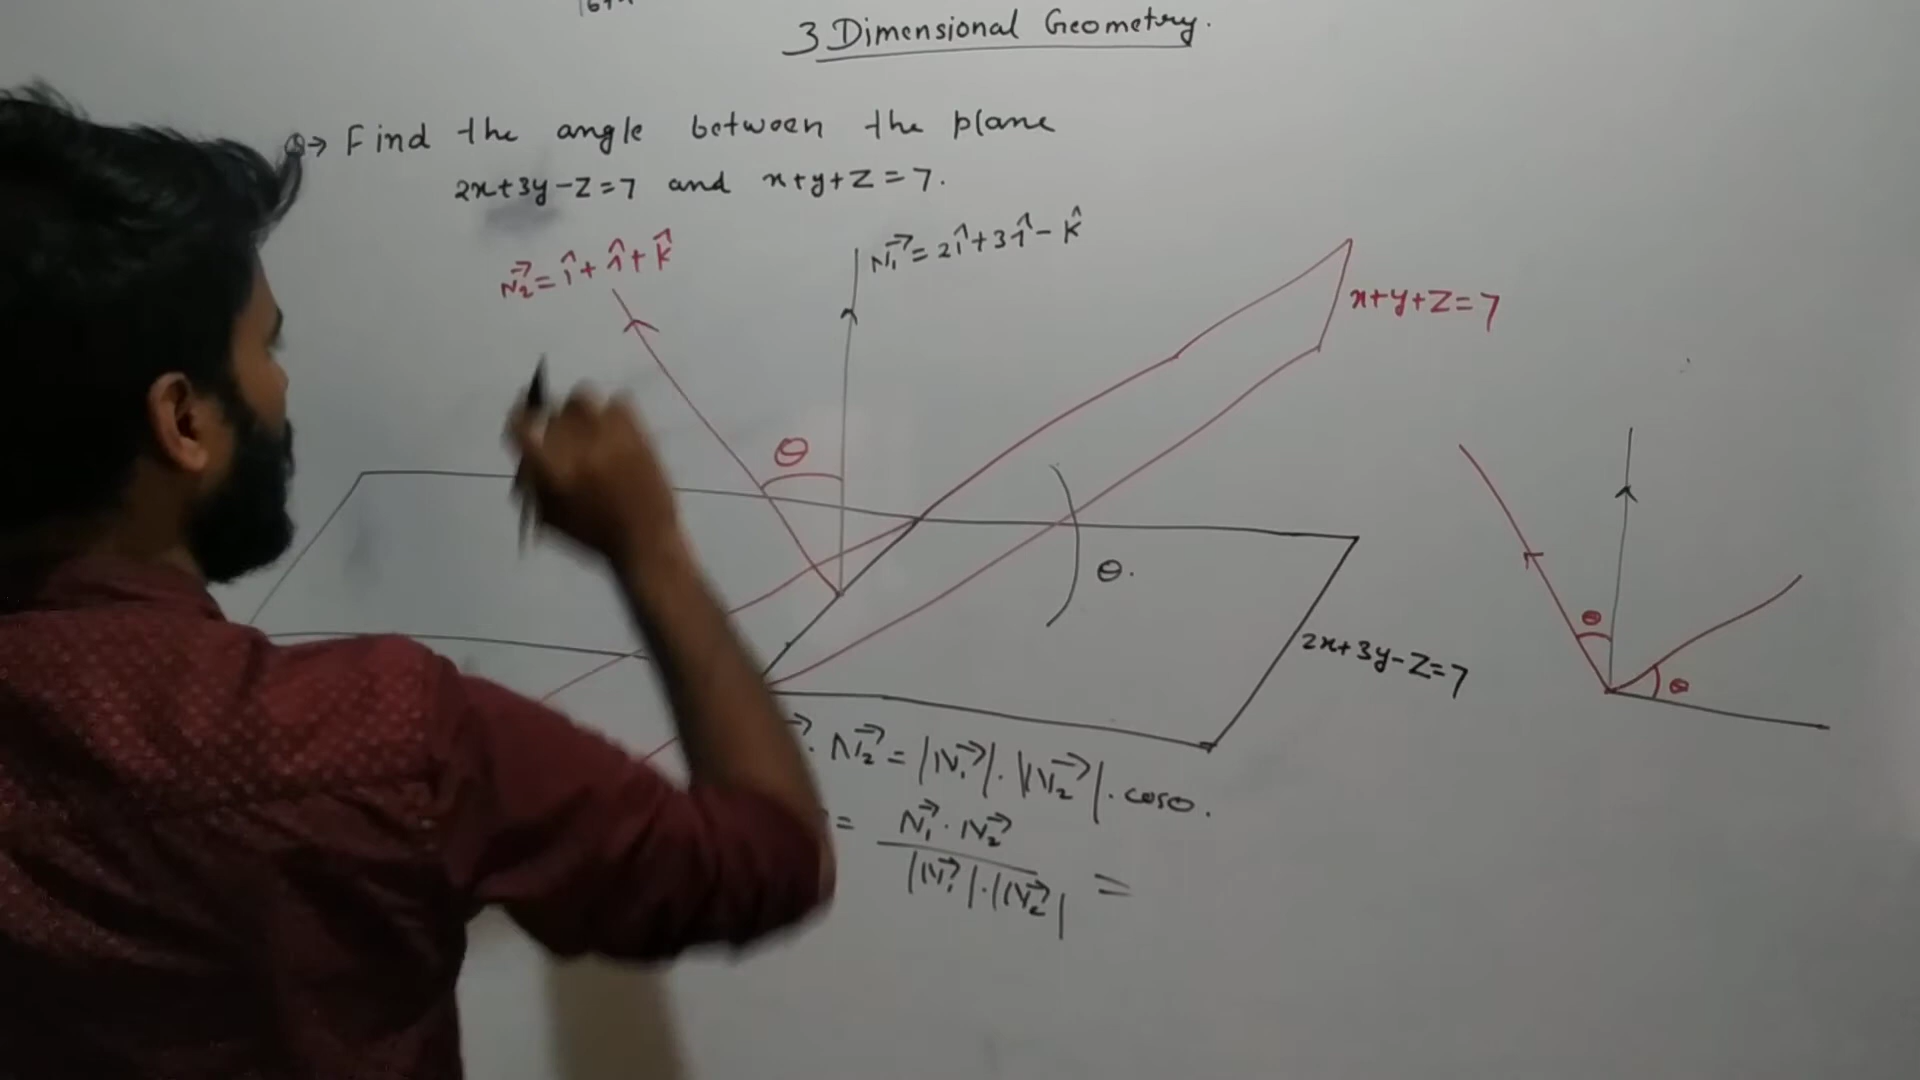 3 Dimensional Geometry.
Q→ Find the angle between the plane
2x+3y-z=7 and x+y+z=7.
N₂⃗ = î + ĵ + k̂
N₁⃗ = 2î + 3ĵ - k̂
x+y+z=7
θ
θ.
2x+3y-z=7
θ
θ
. N₂⃗ = |N₁⃗|.|N₂⃗|.cosθ.
= N₁⃗ . N₂⃗ / |N₁⃗|.|N₂⃗| =